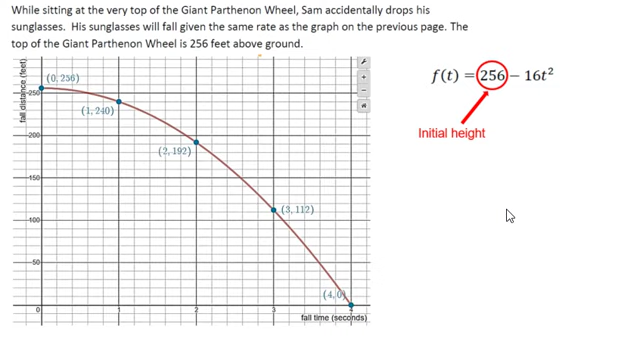 While sitting at the very top of the Giant Parthenon Wheel, Sam accidentally drops his
sunglasses.  His sunglasses will fall given the same rate as the graph on the previous page. The
top of the Giant Parthenon Wheel is 256 feet above ground.
fall distance (feet)
(0, 256)
250
(1, 240)
200
(2, 192)
150
(3, 112)
100
50
(4, 0)
0
1
2
3
4
fall time (seconds)
f(t) = 256 − 16t²
Initial height